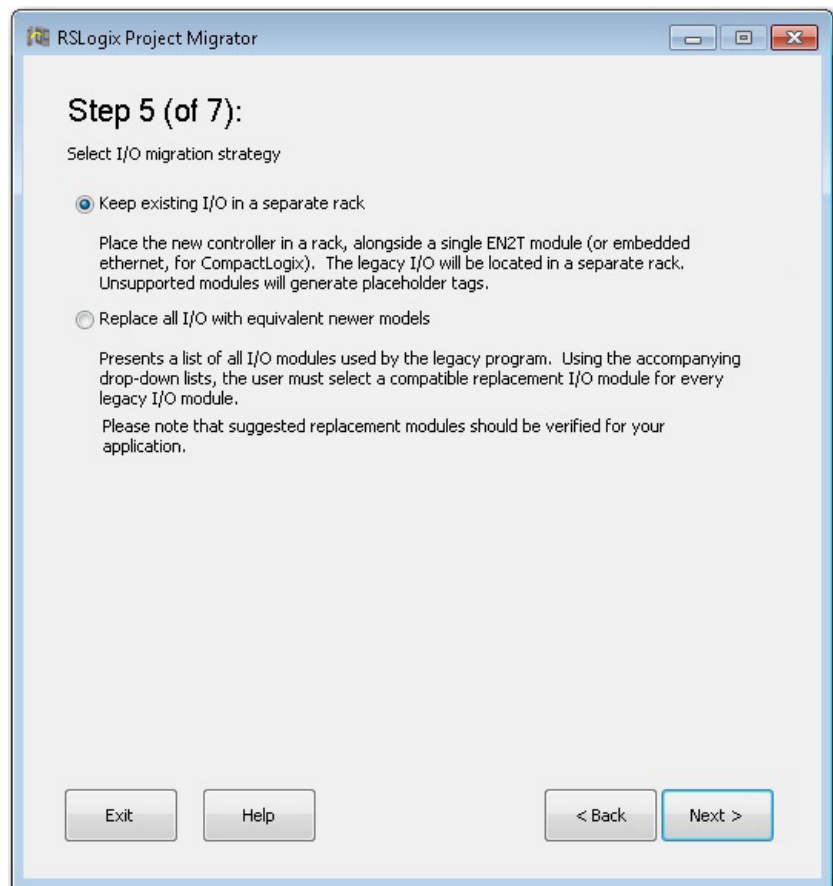 RSLogix Project Migrator
Step 5 (of 7):
Select I/O migration strategy
Keep existing I/O in a separate rack
Place the new controller in a rack, alongside a single EN2T module (or embedded
ethernet, for CompactLogix).  The legacy I/O will be located in a separate rack.
Unsupported modules will generate placeholder tags.
Replace all I/O with equivalent newer models
Presents a list of all I/O modules used by the legacy program.  Using the accompanying
drop-down lists, the user must select a compatible replacement I/O module for every
legacy I/O module.
Please note that suggested replacement modules should be verified for your
application.
Exit
Help
< Back
Next >